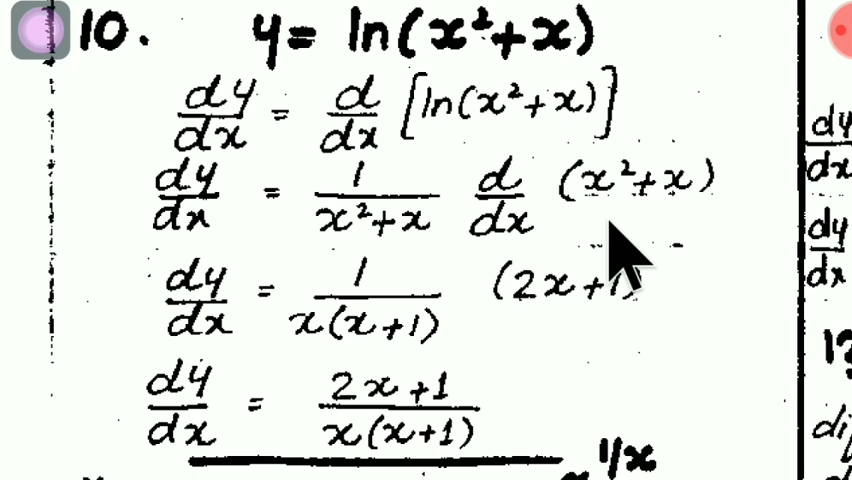 10. y = ln(x²+x)
dy/dx = d/dx [ln(x²+x)]
dy/dx = 1/(x²+x) d/dx (x²+x)
dy/dx = 1/(x(x+1)) (2x+1)
dy/dx = (2x+1)/(x(x+1))
1/x
dy
dx
dy
dx